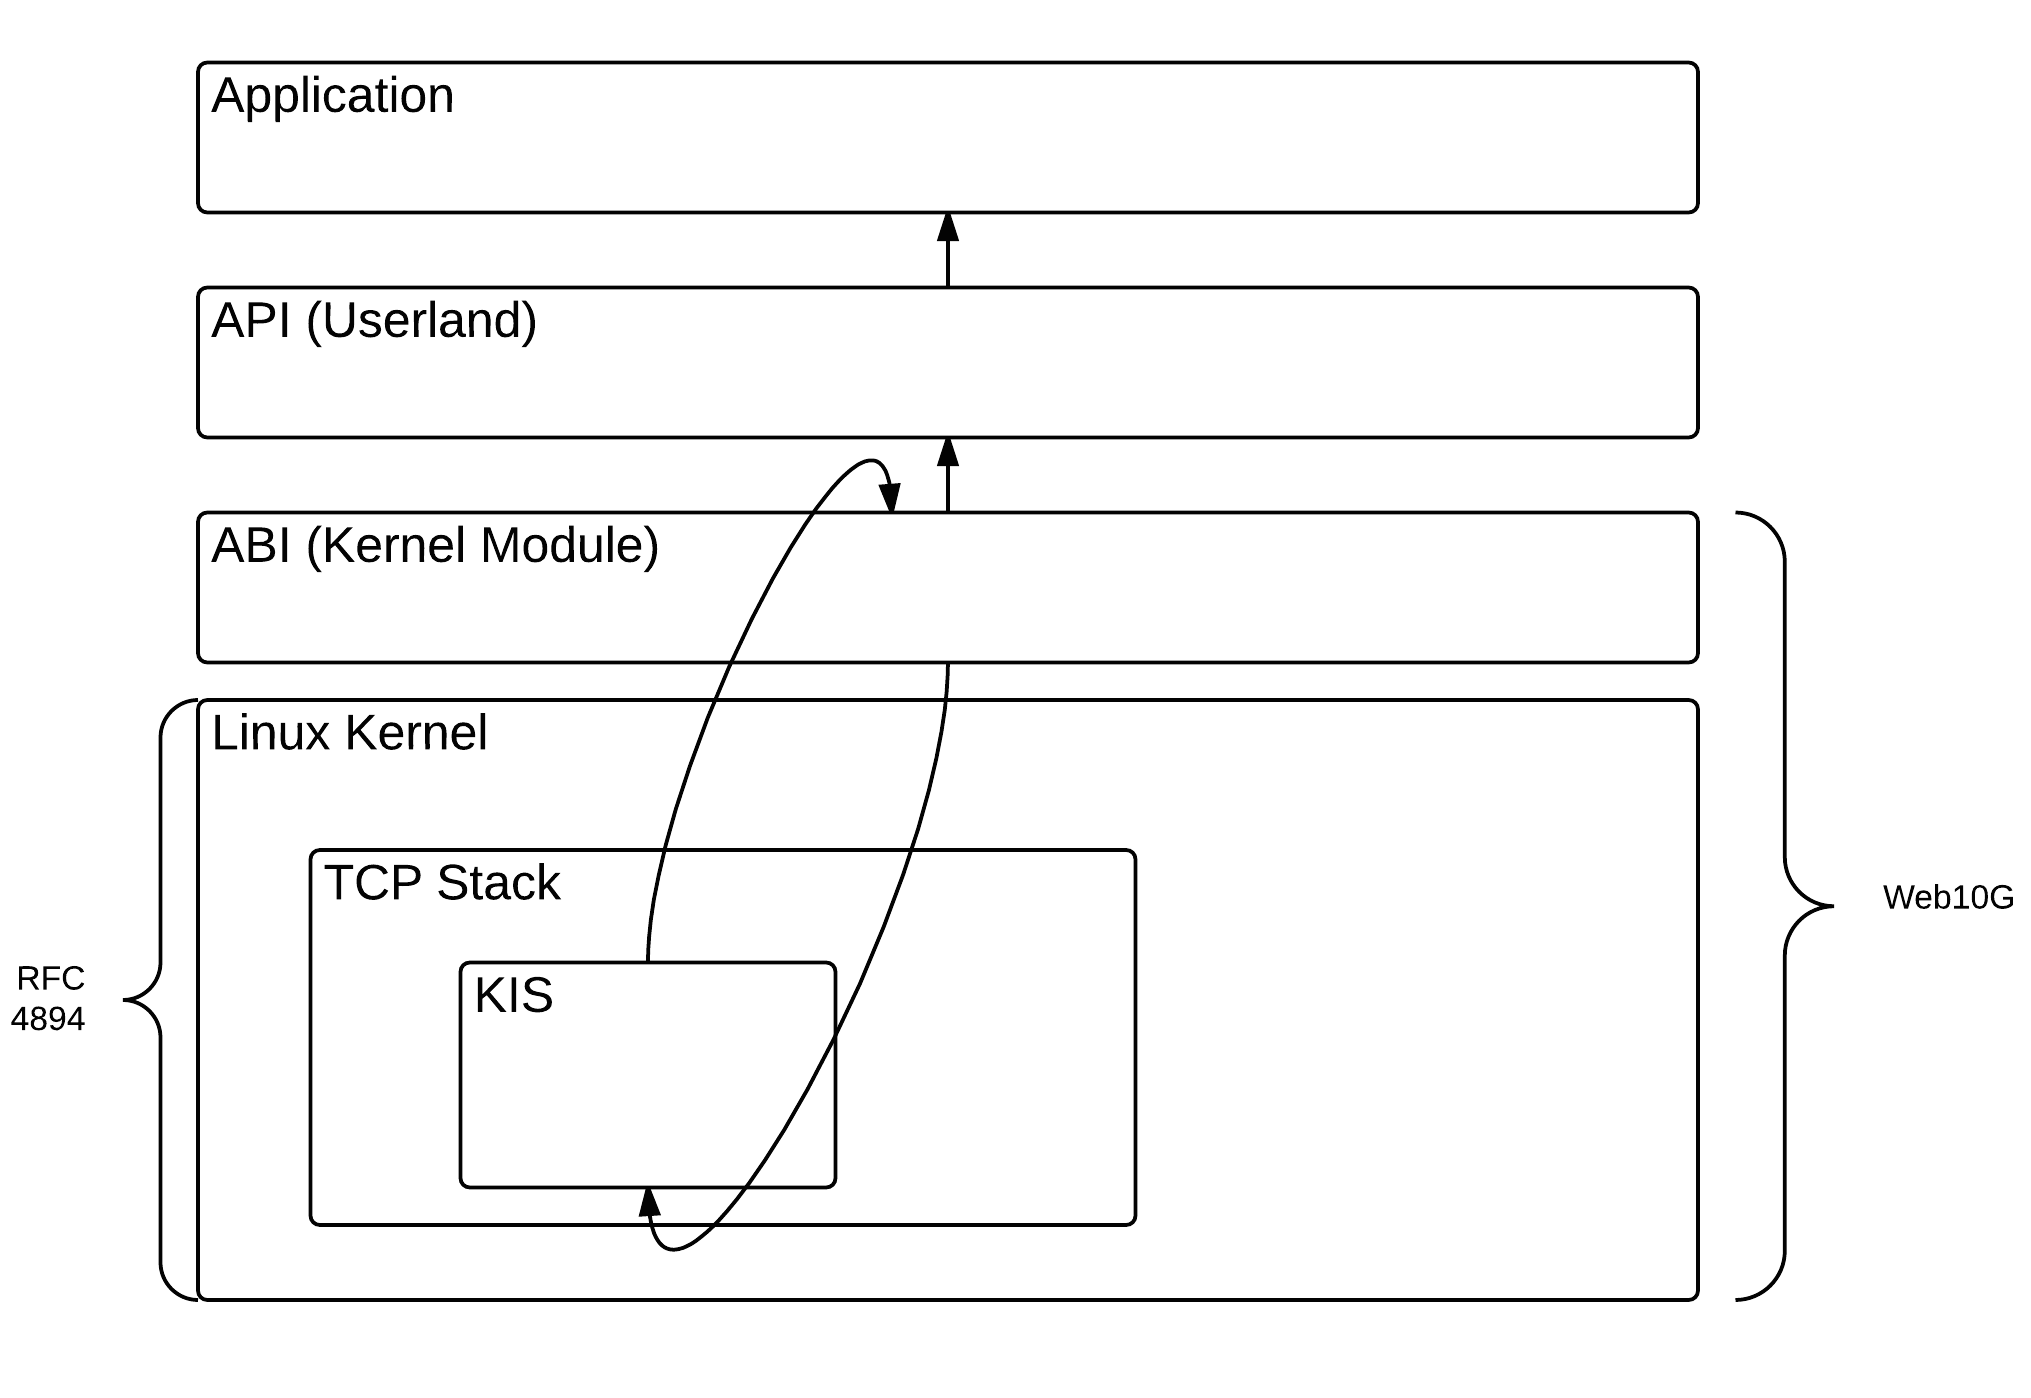 Application
API (Userland)
ABI (Kernel Module)
Linux Kernel
TCP Stack
Web10G
RFC
4894
KIS